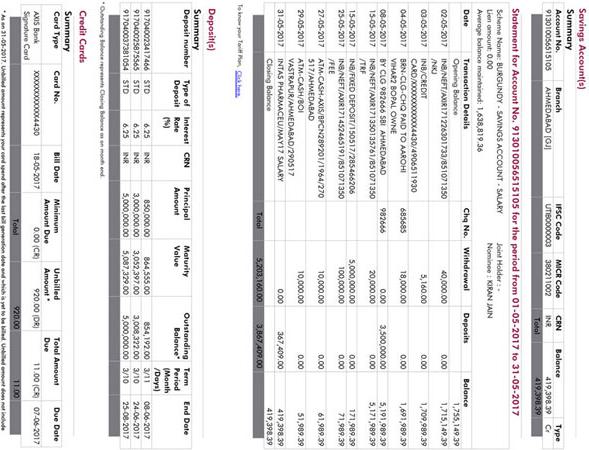 Savings Account(s)
Summary
Account No. Branch IFSC Code MICR Code CRN Balance Type
913010056515105 AHMEDABAD [GJ] UTIB0000003 380211002 INR 419,398.39 Cr
Total 419,398.39
Statement for Account No. 913010056515105 for the period from 01-05-2017 to 31-05-2017
Scheme Name: BURGUNDY - SAVINGS ACCOUNT - SALARY Joint Holder : -
Lien amount: 0.00 Nominee : KIRAN JAIN
Average balance maintained: 1,638,819.36
Date Transaction Details Chq No. Withdrawal Deposits Balance
Opening Balance 1,755,149.39
02-05-2017 INB/NEFT/AXIR171226301733/851071350 40,000.00 0.00 1,715,149.39
/NKJ
03-05-2017 INB/CREDIT 5,160.00 0.00 1,709,989.39
CARD/XXXXXXXXXXXX4430/4906511930
04-05-2017 BRN-CLG-CHQ PAID TO AAROHI 685685 18,000.00 0.00 1,691,989.39
VIHAR2 BOPAL OWNE
08-05-2017 BY CLG 982666 SBI AHMEDABAD 982666 0.00 3,500,000.00 5,191,989.39
15-05-2017 INB/NEFT/AXIR171350135761/851071350 20,000.00 0.00 5,171,989.39
/TRF
15-05-2017 INB/FIXED DEPOSIT/150517/285466206 5,000,000.00 0.00 171,989.39
25-05-2017 INB/NEFT/AXIR171452465191/851071350 100,000.00 0.00 71,989.39
/FEE
27-05-2017 ATM-CASH-AXIS/BPCN289201/1964/270 10,000.00 0.00 61,989.39
517/AHMEDABAD
29-05-2017 ATM-CASH/BOI 10,000.00 0.00 51,989.39
VASTRAPUR/AHMEDABAD/290517
31-05-2017 INTAS PHARMACEU/MAY17 SALARY 0.00 367,409.00 419,398.39
Closing Balance 419,398.39
Total 5,203,160.00 3,867,409.00
To know your Tariff Plan, Click here.
Deposit(s)
Summary
Deposit number Type of Deposit Interest Rate (%) CRN Principal Amount Maturity Value Outstanding Balance* Term Period (Month /Days) End Date
917040023417466 STD 6.25 INR 850,000.00 864,555.00 854,192.00 3/11 08-06-2017
917040025875565 STD 6.25 INR 3,000,000.00 3,052,397.00 3,008,322.00 3/10 24-06-2017
917040047381054 STD 6.25 INR 5,000,000.00 5,087,329.00 5,000,000.00 3/10 25-08-2017
* Outstanding Balance represents Closing Balance as on month end.
Credit Cards
Summary
Card Type Card No. Bill Date Minimum Amount Due Unbilled Amount * Total Amount Due Due Date
AXIS Bank XXXXXXXXXXXX4430 18-05-2017 0.00 (CR) 920.00 (DR) 11.00 (CR) 07-06-2017
Signature Card
Total 920.00 11.00
* As on 31-05-2017. Unbilled amount represents your card spend after the last bill generation date and which is yet to be billed. Unbilled amount does not include